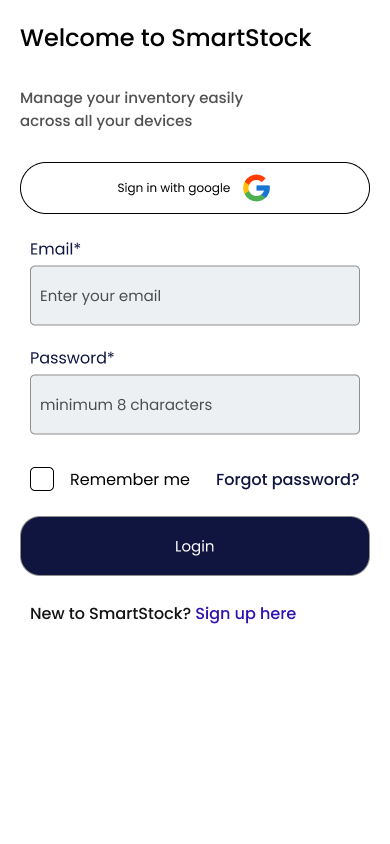 Welcome to SmartStock
Manage your inventory easily
across all your devices
Sign in with google
Email*
Enter your email
Password*
minimum 8 characters
Remember me Forgot password?
Login
New to SmartStock? Sign up here